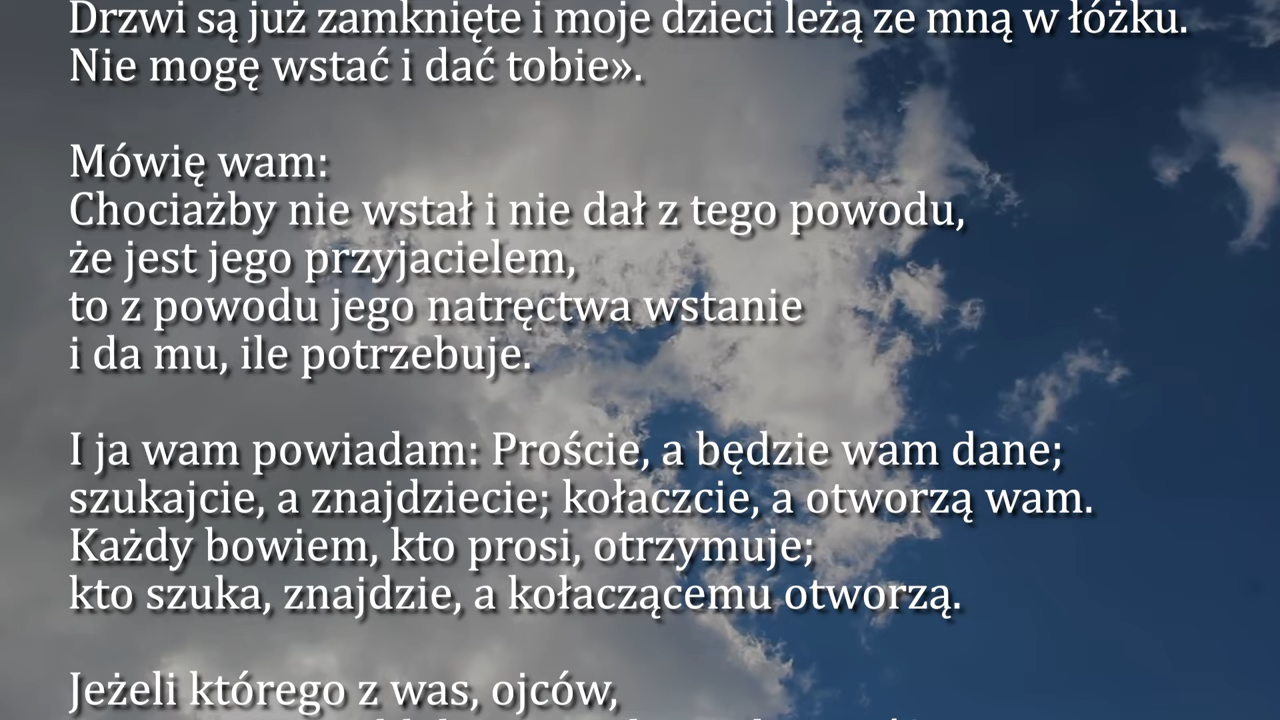 Drzwi są już zamknięte i moje dzieci leżą ze mną w łóżku.
Nie mogę wstać i dać tobie».
Mówię wam:
Chociażby nie wstał i nie dał z tego powodu,
że jest jego przyjacielem,
to z powodu jego natręctwa wstanie
i da mu, ile potrzebuje.
I ja wam powiadam: Proście, a będzie wam dane;
szukajcie, a znajdziecie; kołaczcie, a otworzą wam.
Każdy bowiem, kto prosi, otrzymuje;
kto szuka, znajdzie, a kołaczącemu otworzą.
Jeżeli którego z was, ojców,